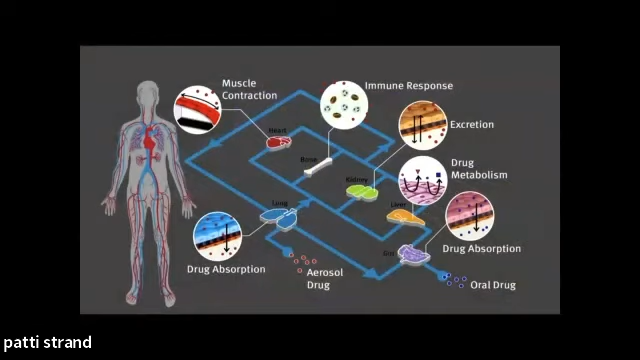 Muscle
Contraction
Immune Response
Excretion
Heart
Bone
Drug
Metabolism
Kidney
Lung
Liver
Drug Absorption
Gut
Drug Absorption
Aerosol
Drug
Oral Drug
patti strand